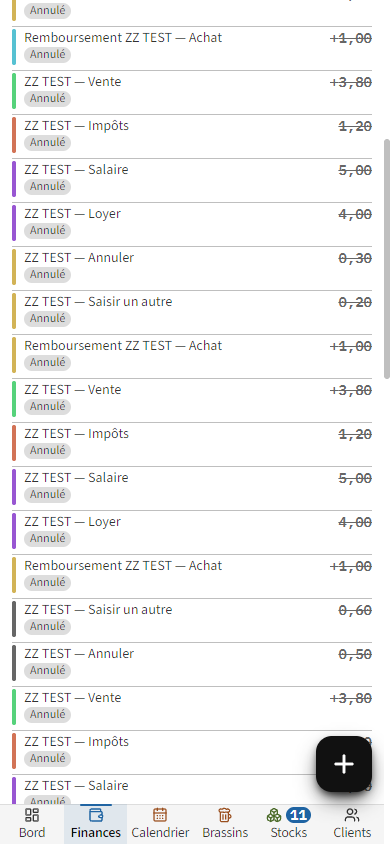 Annulé
Remboursement ZZ TEST — Achat +1,00
Annulé
ZZ TEST — Vente +3,80
Annulé
ZZ TEST — Impôts 1,20
Annulé
ZZ TEST — Salaire 5,00
Annulé
ZZ TEST — Loyer 4,00
Annulé
ZZ TEST — Annuler 0,30
Annulé
ZZ TEST — Saisir un autre 0,20
Annulé
Remboursement ZZ TEST — Achat +1,00
Annulé
ZZ TEST — Vente +3,80
Annulé
ZZ TEST — Impôts 1,20
Annulé
ZZ TEST — Salaire 5,00
Annulé
ZZ TEST — Loyer 4,00
Annulé
Remboursement ZZ TEST — Achat +1,00
Annulé
ZZ TEST — Saisir un autre 0,60
Annulé
ZZ TEST — Annuler 0,50
Annulé
ZZ TEST — Vente +3,80
Annulé
ZZ TEST — Impôts
Annulé
ZZ TEST — Salaire
Annulé
11
Bord Finances Calendrier Brassins Stocks Clients